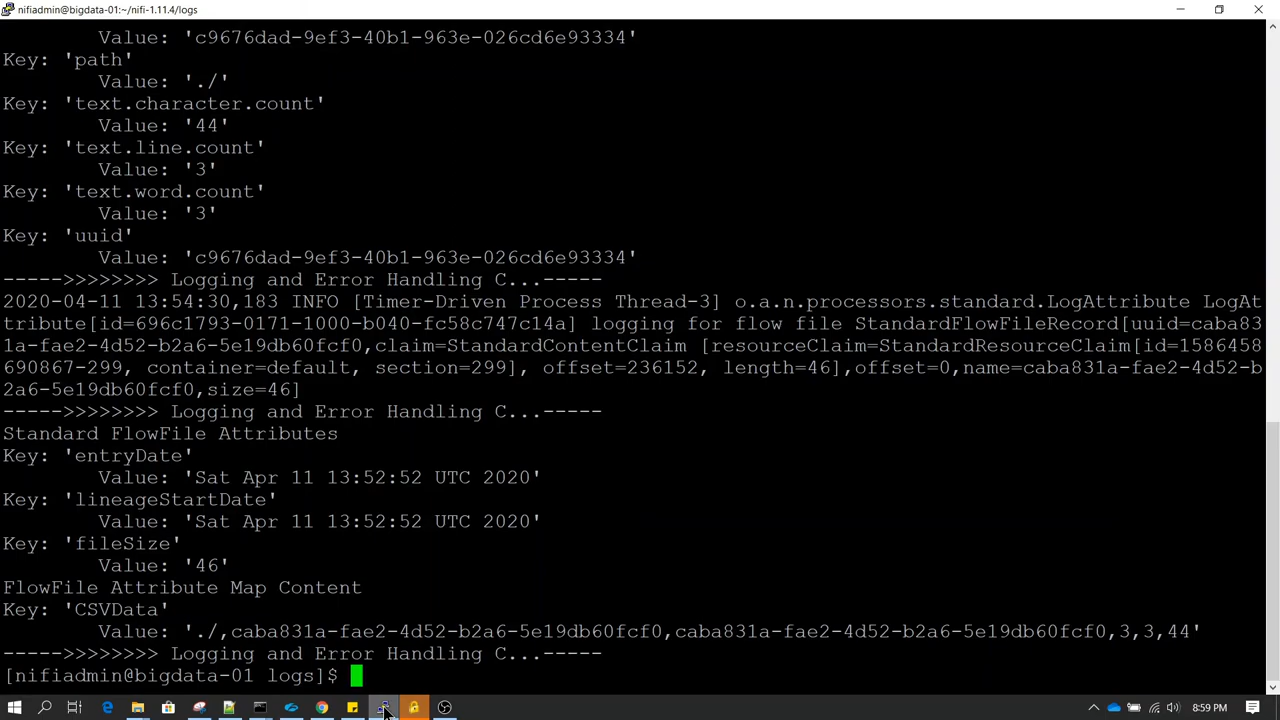 nifiadmin@bigdata-01:~/nifi-1.11.4/logs
Value: 'c9676dad-9ef3-40b1-963e-026cd6e93334'
Key: 'path'
Value: './'
Key: 'text.character.count'
Value: '44'
Key: 'text.line.count'
Value: '3'
Key: 'text.word.count'
Value: '3'
Key: 'uuid'
Value: 'c9676dad-9ef3-40b1-963e-026cd6e93334'
----->>>>>>>> Logging and Error Handling C...-----
2020-04-11 13:54:30,183 INFO [Timer-Driven Process Thread-3] o.a.n.processors.standard.LogAttribute LogAt
tribute[id=696c1793-0171-1000-b040-fc58c747c14a] logging for flow file StandardFlowFileRecord[uuid=caba83
1a-fae2-4d52-b2a6-5e19db60fcf0,claim=StandardContentClaim [resourceClaim=StandardResourceClaim[id=1586458
690867-299, container=default, section=299], offset=236152, length=46],offset=0,name=caba831a-fae2-4d52-b
2a6-5e19db60fcf0,size=46]
----->>>>>>>> Logging and Error Handling C...-----
Standard FlowFile Attributes
Key: 'entryDate'
Value: 'Sat Apr 11 13:52:52 UTC 2020'
Key: 'lineageStartDate'
Value: 'Sat Apr 11 13:52:52 UTC 2020'
Key: 'fileSize'
Value: '46'
FlowFile Attribute Map Content
Key: 'CSVData'
Value: './,caba831a-fae2-4d52-b2a6-5e19db60fcf0,caba831a-fae2-4d52-b2a6-5e19db60fcf0,3,3,44'
----->>>>>>>> Logging and Error Handling C...-----
[nifiadmin@bigdata-01 logs]$
8:59 PM